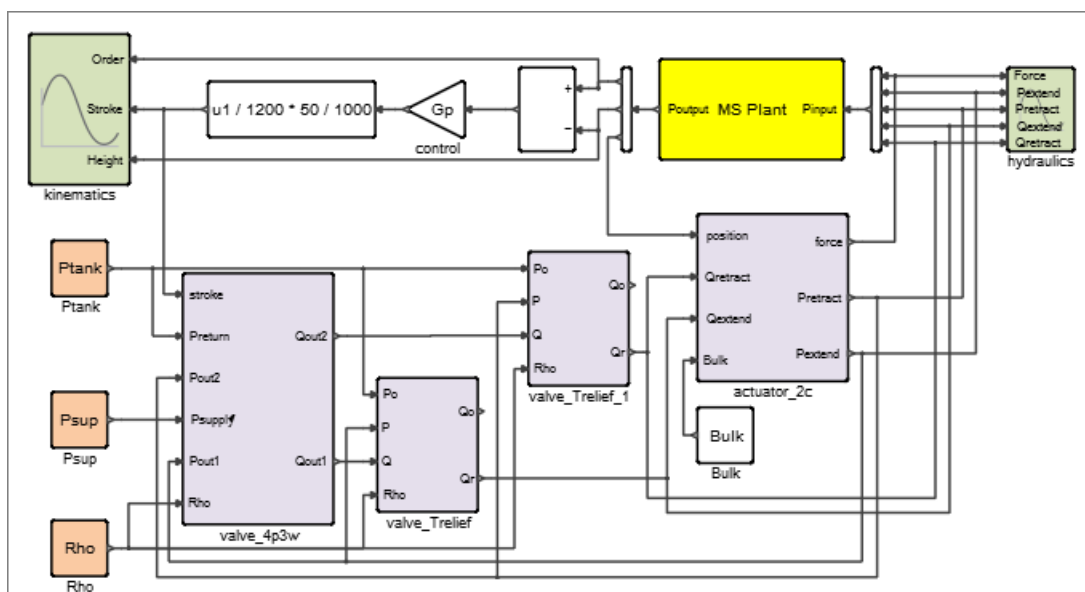 Order
Stroke
Height
kinematics
u1 / 1200 * 50 / 1000
Gp
control
+
−
Poutput
MS Plant
Pinput
Force
Pextend
Pretract
Qextend
Qretract
hydraulics
Ptank
Ptank
Psup
Psup
Rho
Rho
stroke
Preturn
Pout2
Psupply
Pout1
Rho
Qout2
Qout1
valve_4p3w
Po
P
Q
Rho
Qo
Qr
valve_Trelief
Po
P
Q
Rho
Qo
Qr
valve_Trelief_1
position
Qretract
Qextend
Bulk
force
Pretract
Pextend
actuator_2c
Bulk
Bulk